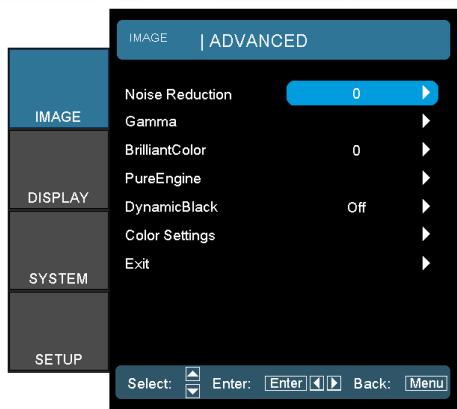 IMAGE | ADVANCED
Noise Reduction 0
Gamma
BrilliantColor 0
PureEngine
DynamicBlack Off
Color Settings
Exit
IMAGE
DISPLAY
SYSTEM
SETUP
Select: Enter: Enter Back: Menu